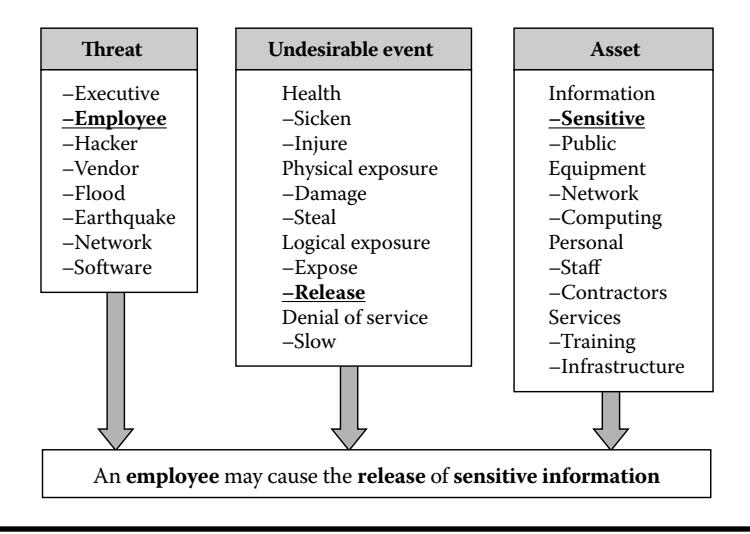 Threat
–Executive
–Employee
–Hacker
–Vendor
–Flood
–Earthquake
–Network
–Software
Undesirable event
Health
–Sicken
–Injure
Physical exposure
–Damage
–Steal
Logical exposure
–Expose
–Release
Denial of service
–Slow
Asset
Information
–Sensitive
–Public
Equipment
–Network
–Computing
Personal
–Staff
–Contractors
Services
–Training
–Infrastructure
An employee may cause the release of sensitive information